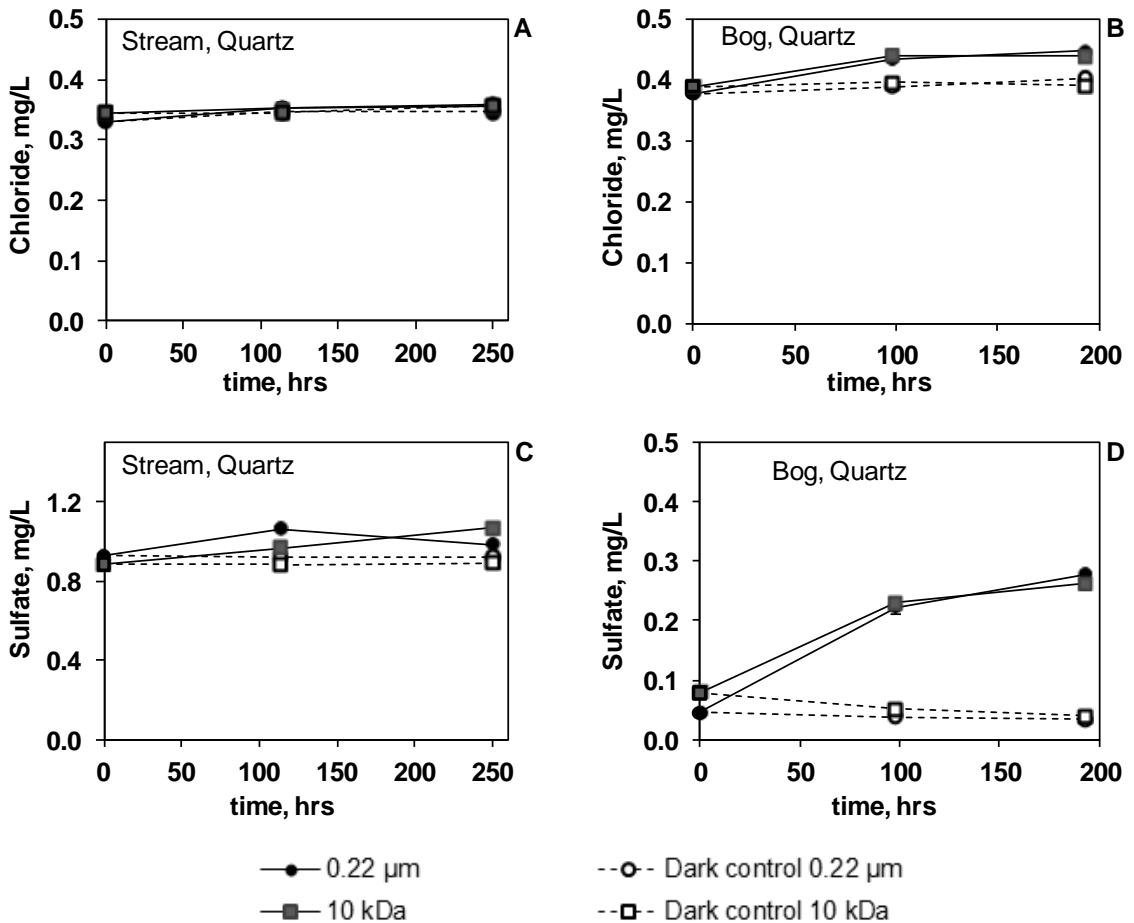 A
Stream, Quartz
Chloride, mg/L
0.5
0.4
0.3
0.2
0.1
0.0
0 50 100 150 200 250
time, hrs
B
Bog, Quartz
Chloride, mg/L
0.5
0.4
0.3
0.2
0.1
0.0
0 50 100 150 200
time, hrs
C
Stream, Quartz
Sulfate, mg/L
1.2
0.8
0.4
0.0
0 50 100 150 200 250
time, hrs
D
Bog, Quartz
Sulfate, mg/L
0.5
0.4
0.3
0.2
0.1
0.0
0 50 100 150 200
time, hrs
0.22 µm
Dark control 0.22 µm
10 kDa
Dark control 10 kDa